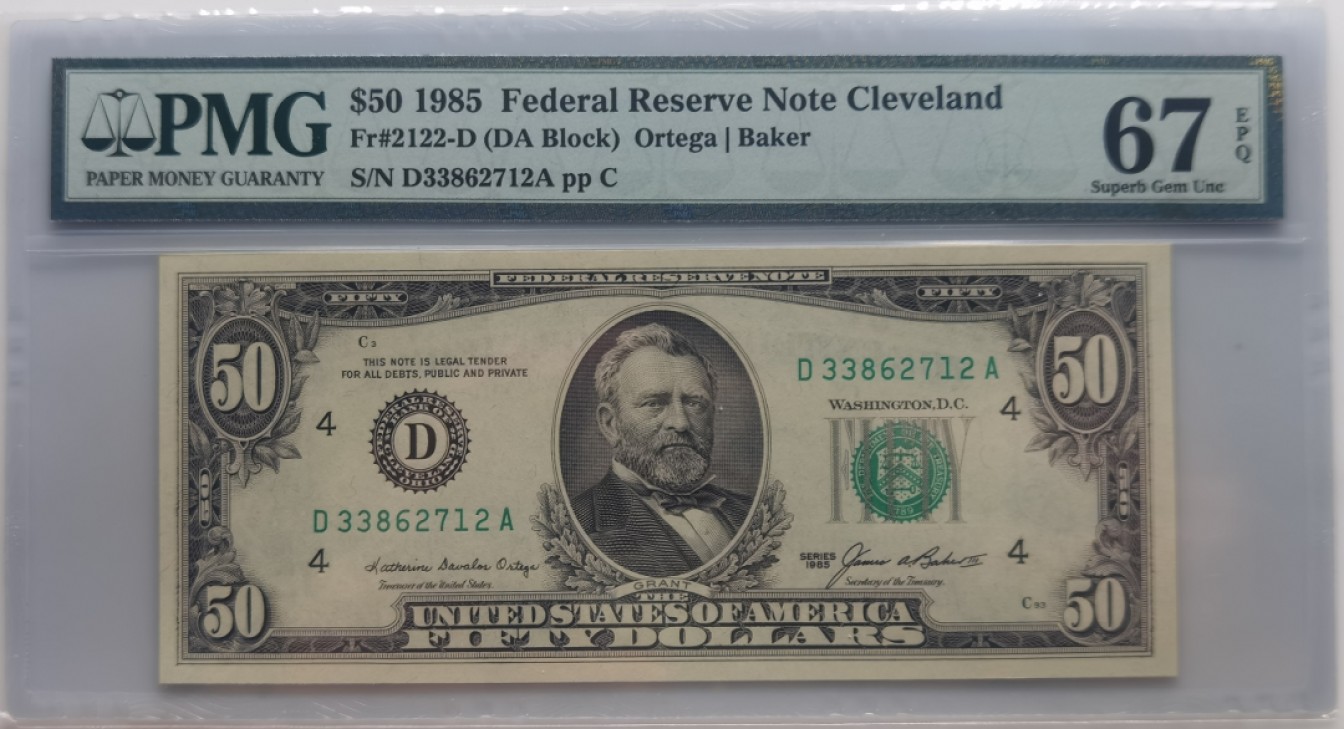 PMG
PAPER MONEY GUARANTY
$50 1985 Federal Reserve Note Cleveland
Fr#2122-D (DA Block) Ortega | Baker
S/N D33862712A pp C
67
EPQ
Superb Gem Unc
FEDERAL RESERVE NOTE
FIFTY
FIFTY
50
50
C3
THIS NOTE IS LEGAL TENDER
FOR ALL DEBTS, PUBLIC AND PRIVATE
D 33862712 A
WASHINGTON, D.C.
4
4
D
FIFTY
D 33862712 A
4
4
Katherine Davalos Ortega
Treasurer of the United States.
SERIES
1985
James A Baker III
Secretary of the Treasury.
GRANT
C93
50
50
THE
UNITED STATES OF AMERICA
FIFTY DOLLARS